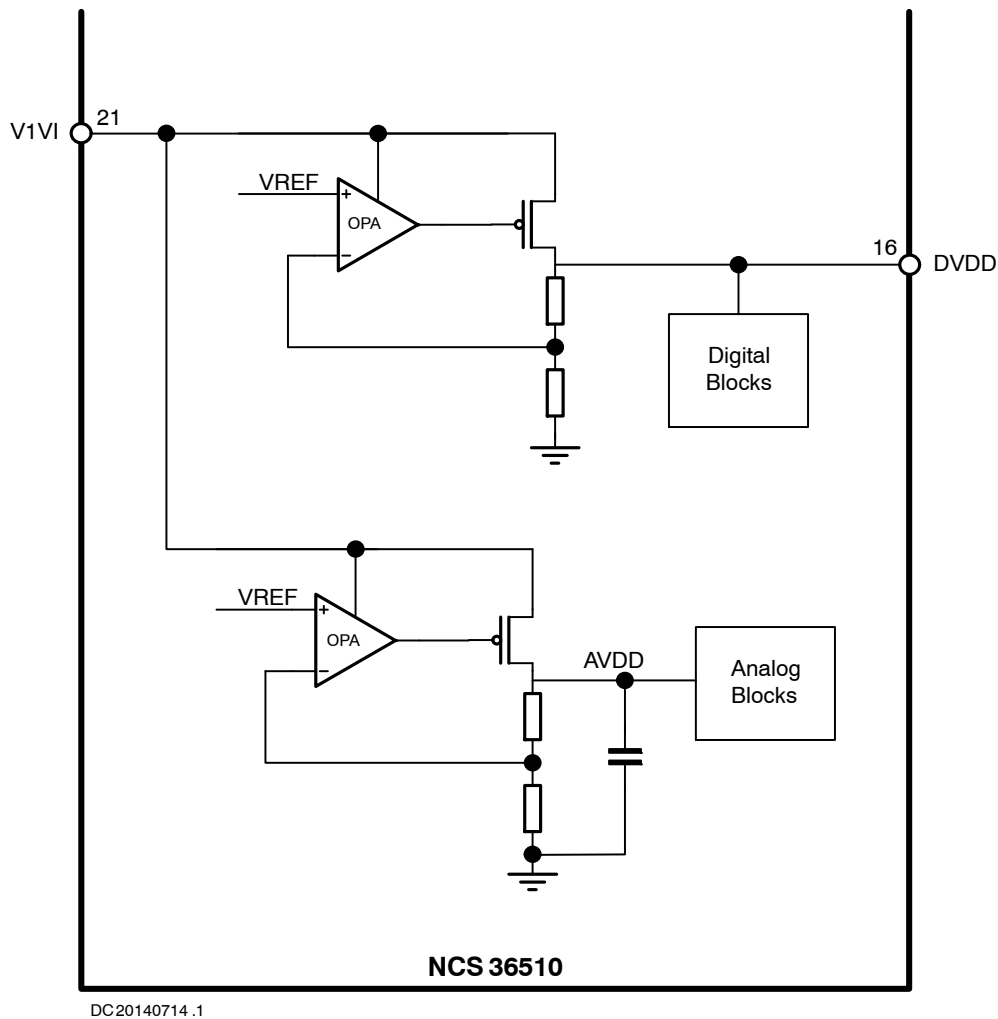 21
V1VI
VREF
+
OPA
−
16
DVDD
Digital
Blocks
VREF
+
OPA
−
AVDD
Analog
Blocks
NCS 36510
DC20140714 .1